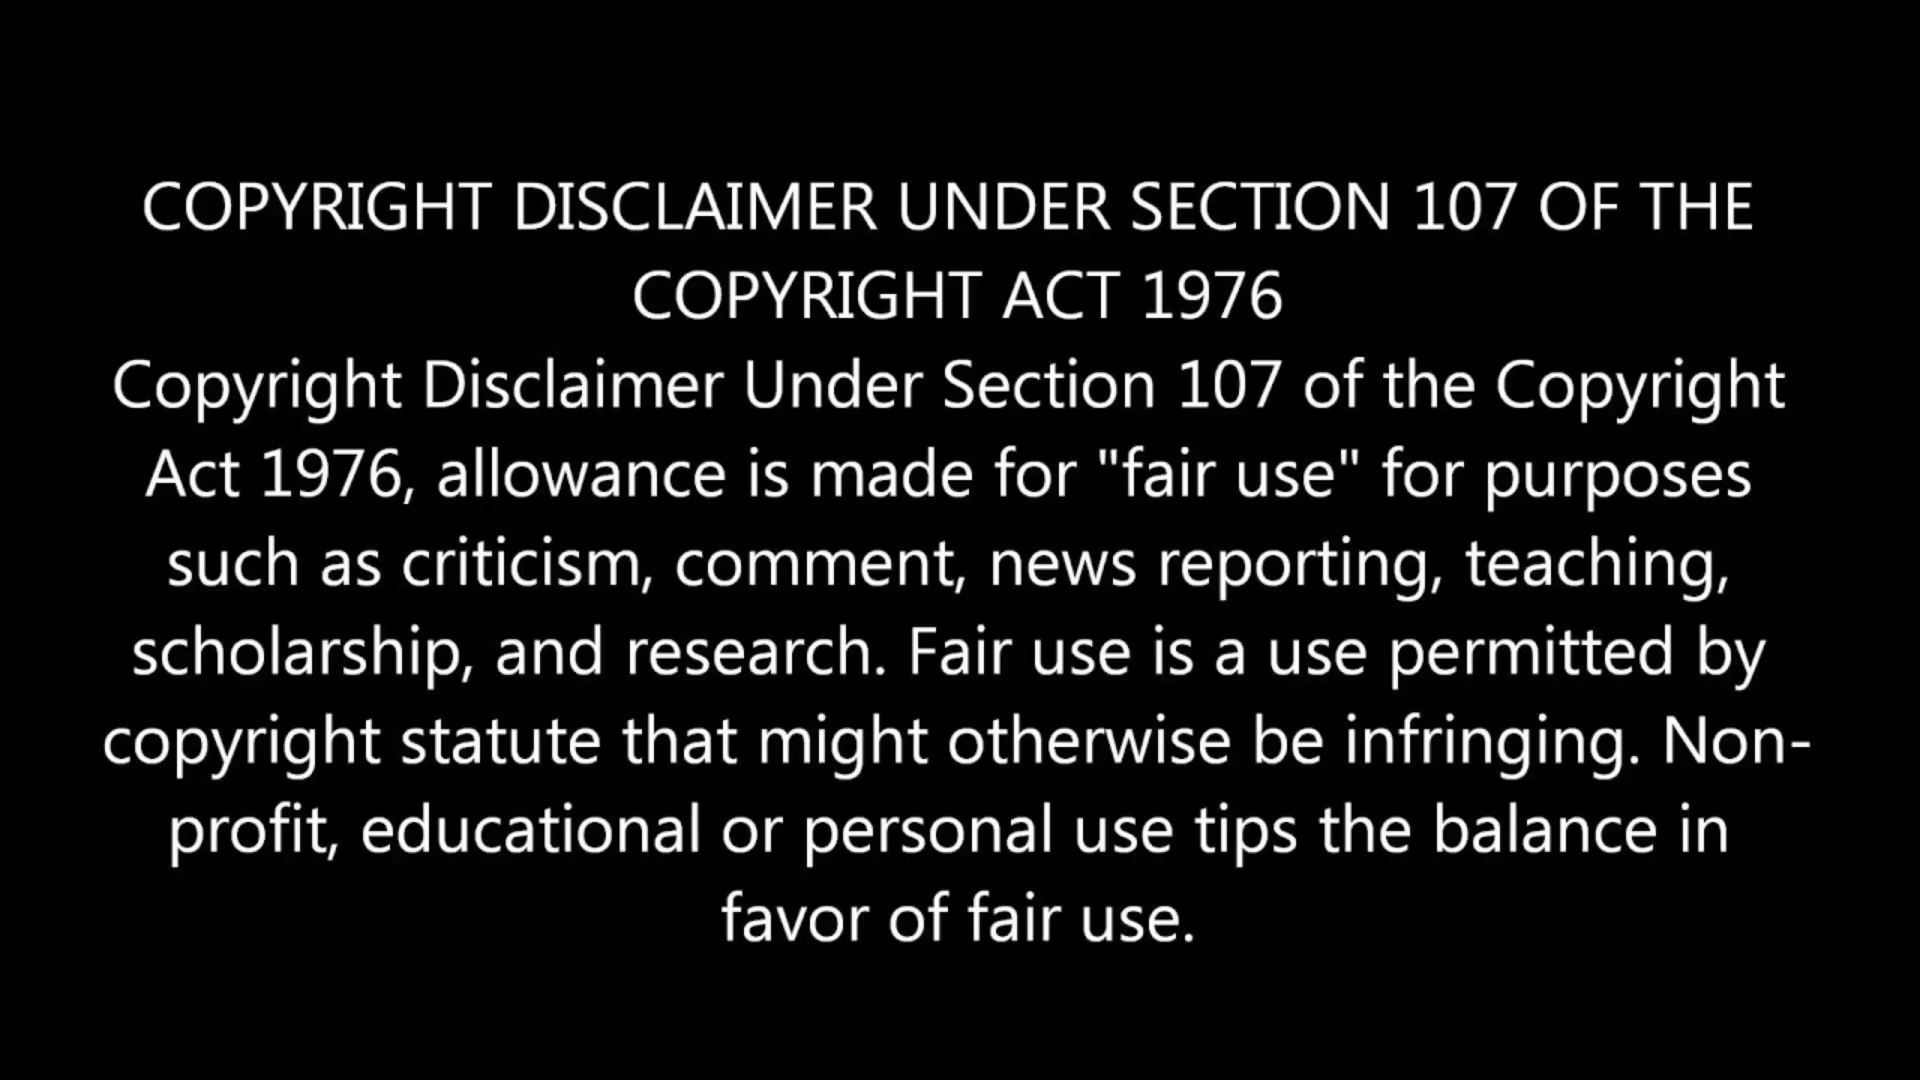 COPYRIGHT DISCLAIMER UNDER SECTION 107 OF THE
COPYRIGHT ACT 1976
Copyright Disclaimer Under Section 107 of the Copyright
Act 1976, allowance is made for "fair use" for purposes
such as criticism, comment, news reporting, teaching,
scholarship, and research. Fair use is a use permitted by
copyright statute that might otherwise be infringing. Non-
profit, educational or personal use tips the balance in
favor of fair use.